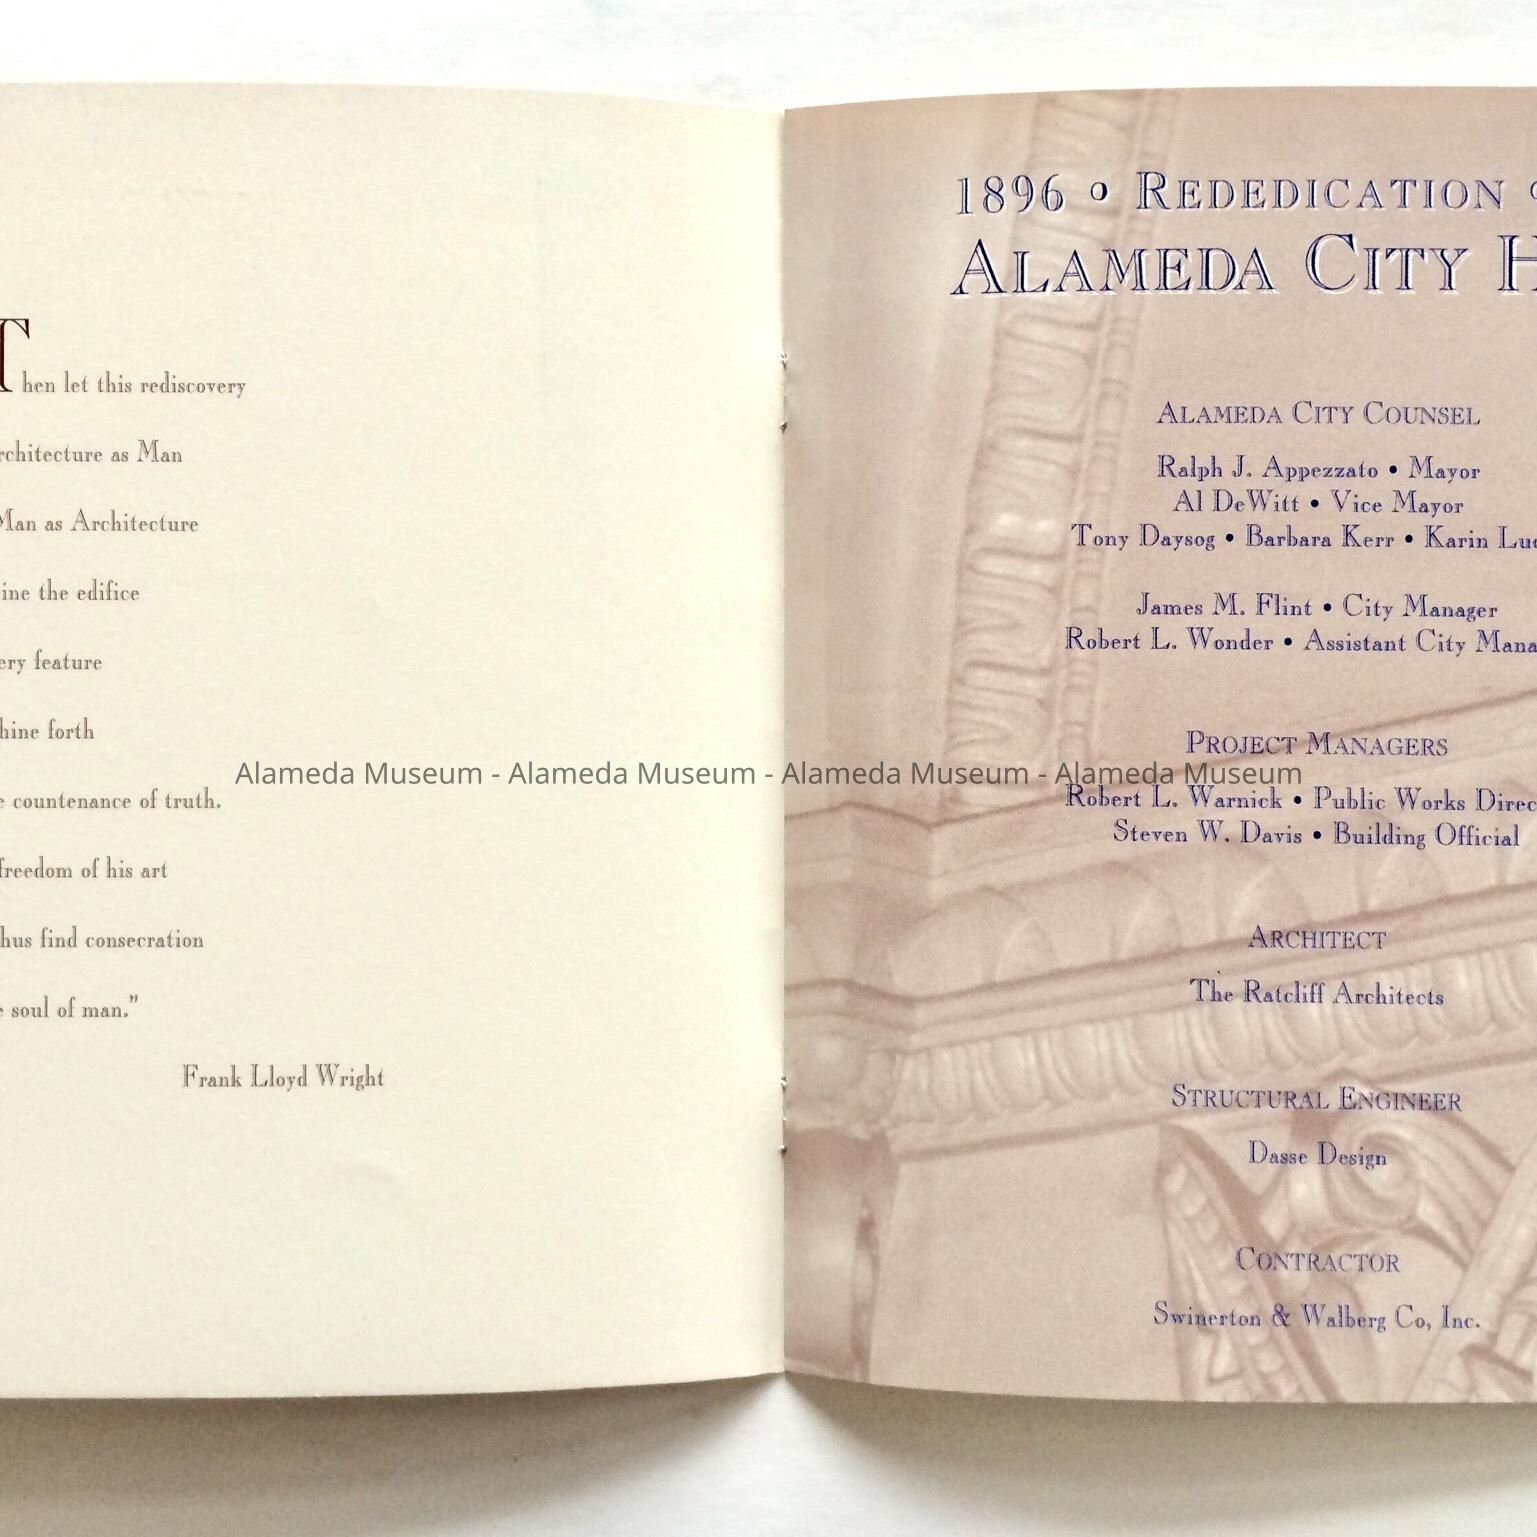 Then let this rediscovery
rchitecture as Man
Man as Architecture
ine the edifice
ery feature
hine forth
e countenance of truth.
freedom of his art
hus find consecration
e soul of man."
Frank Lloyd Wright
1896 • REDEDICATION
ALAMEDA CITY H
ALAMEDA CITY COUNSEL
Ralph J. Appezzato • Mayor
Al DeWitt • Vice Mayor
Tony Daysog • Barbara Kerr • Karin Luc
James M. Flint • City Manager
Robert L. Wonder • Assistant City Mana
PROJECT MANAGERS
Alameda Museum - Alameda Museum - Alameda Museum - Alameda Museum
Robert L. Warnick • Public Works Direc
Steven W. Davis • Building Official
ARCHITECT
The Ratcliff Architects
STRUCTURAL ENGINEER
Dasse Design
CONTRACTOR
Swinerton & Walberg Co, Inc.